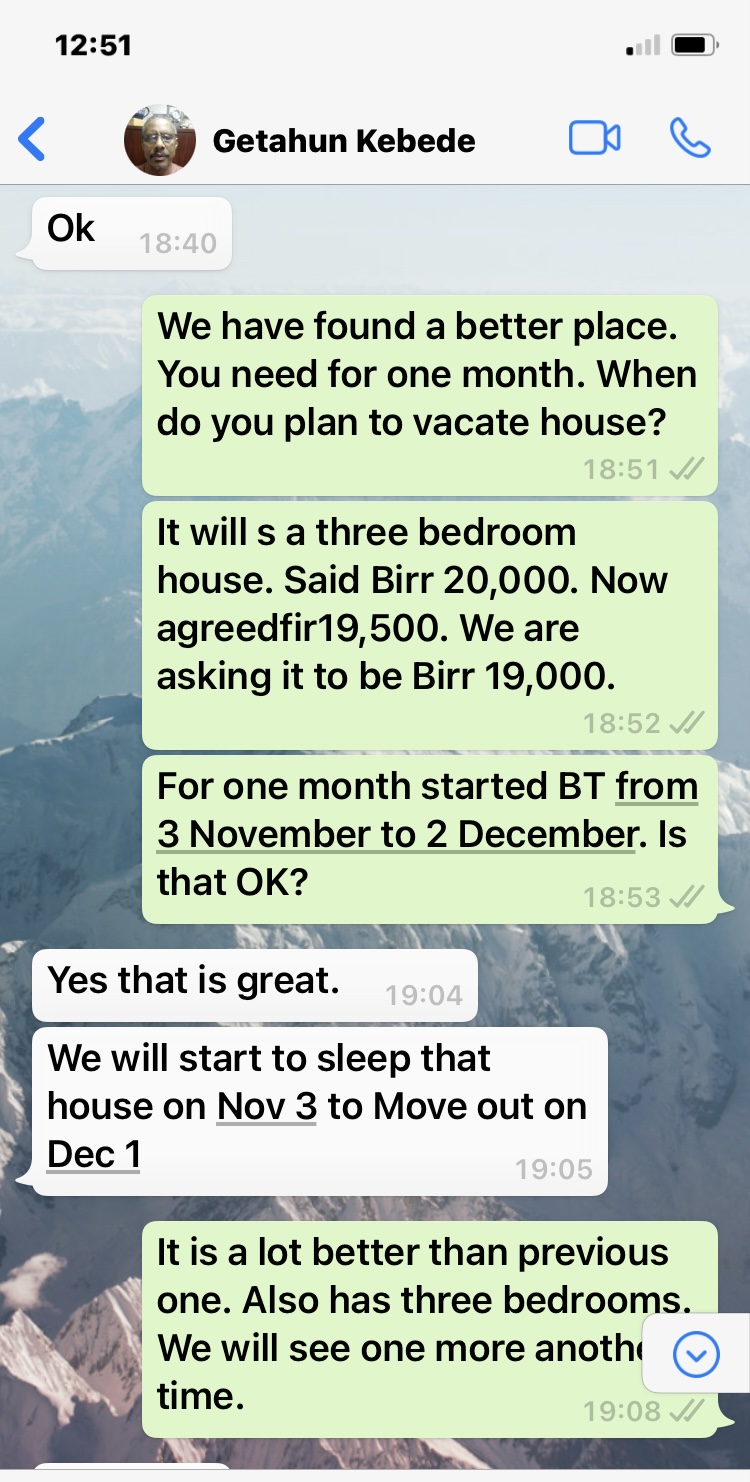 12:51
Getahun Kebede
Ok
18:40
We have found a better place.
You need for one month. When
do you plan to vacate house?
18:51
It will s a three bedroom
house. Said Birr 20,000. Now
agreedfir19,500. We are
asking it to be Birr 19,000.
18:52
For one month started BT from
3 November to 2 December. Is
that OK?
18:53
Yes that is great.
19:04
We will start to sleep that
house on Nov 3 to Move out on
Dec 1
19:05
It is a lot better than previous
one. Also has three bedrooms.
We will see one more anothe
time.
19:08